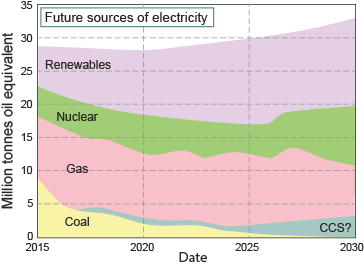 Future sources of electricity
Million tonnes oil equivalent
35
30
25
20
15
10
5
0
Renewables
Nuclear
Gas
Coal
CCS?
2015
2020
2025
2030
Date